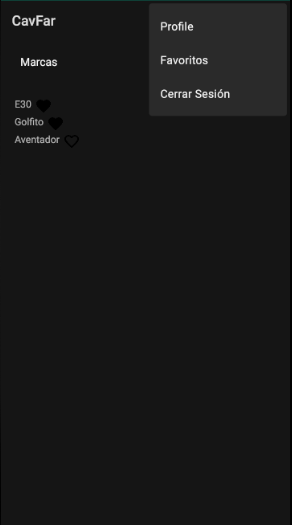 CavFar
Profile
Favoritos
Cerrar Sesión
Marcas
E30
Golfito
Aventador